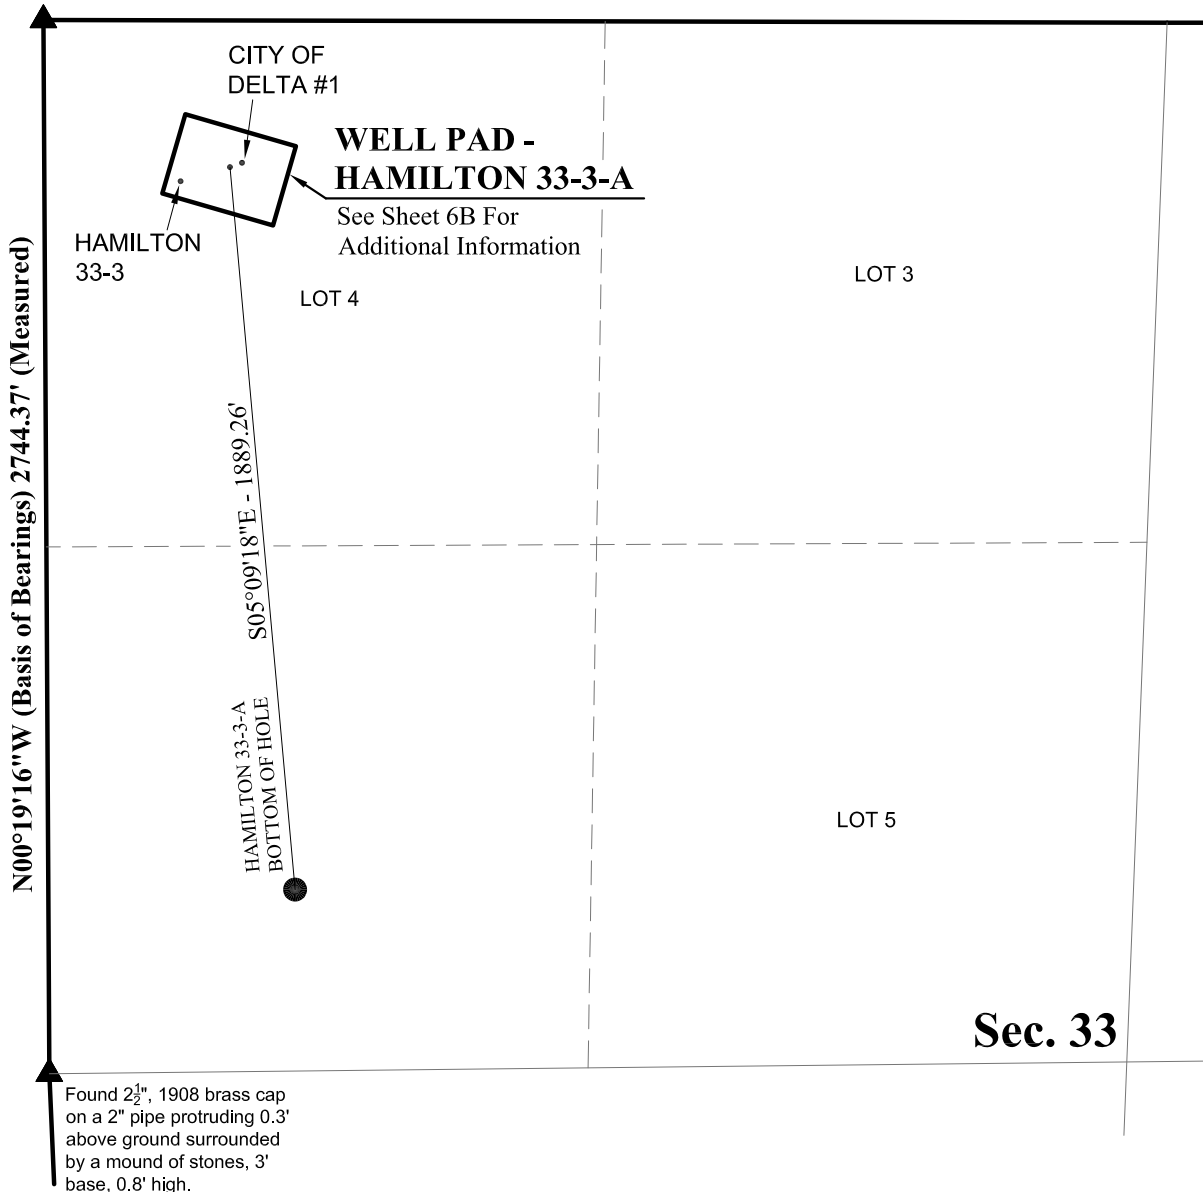 CITY OF
DELTA #1
WELL PAD -
HAMILTON 33-3-A
See Sheet 6B For
Additional Information
HAMILTON
33-3
LOT 4
LOT 3
N00°19'16"W (Basis of Bearings) 2744.37' (Measured)
S05°09'18"E - 1889.26'
HAMILTON 33-3-A
BOTTOM OF HOLE
LOT 5
Sec. 33
Found 2½", 1908 brass cap
on a 2" pipe protruding 0.3'
above ground surrounded
by a mound of stones, 3'
base, 0.8' high.